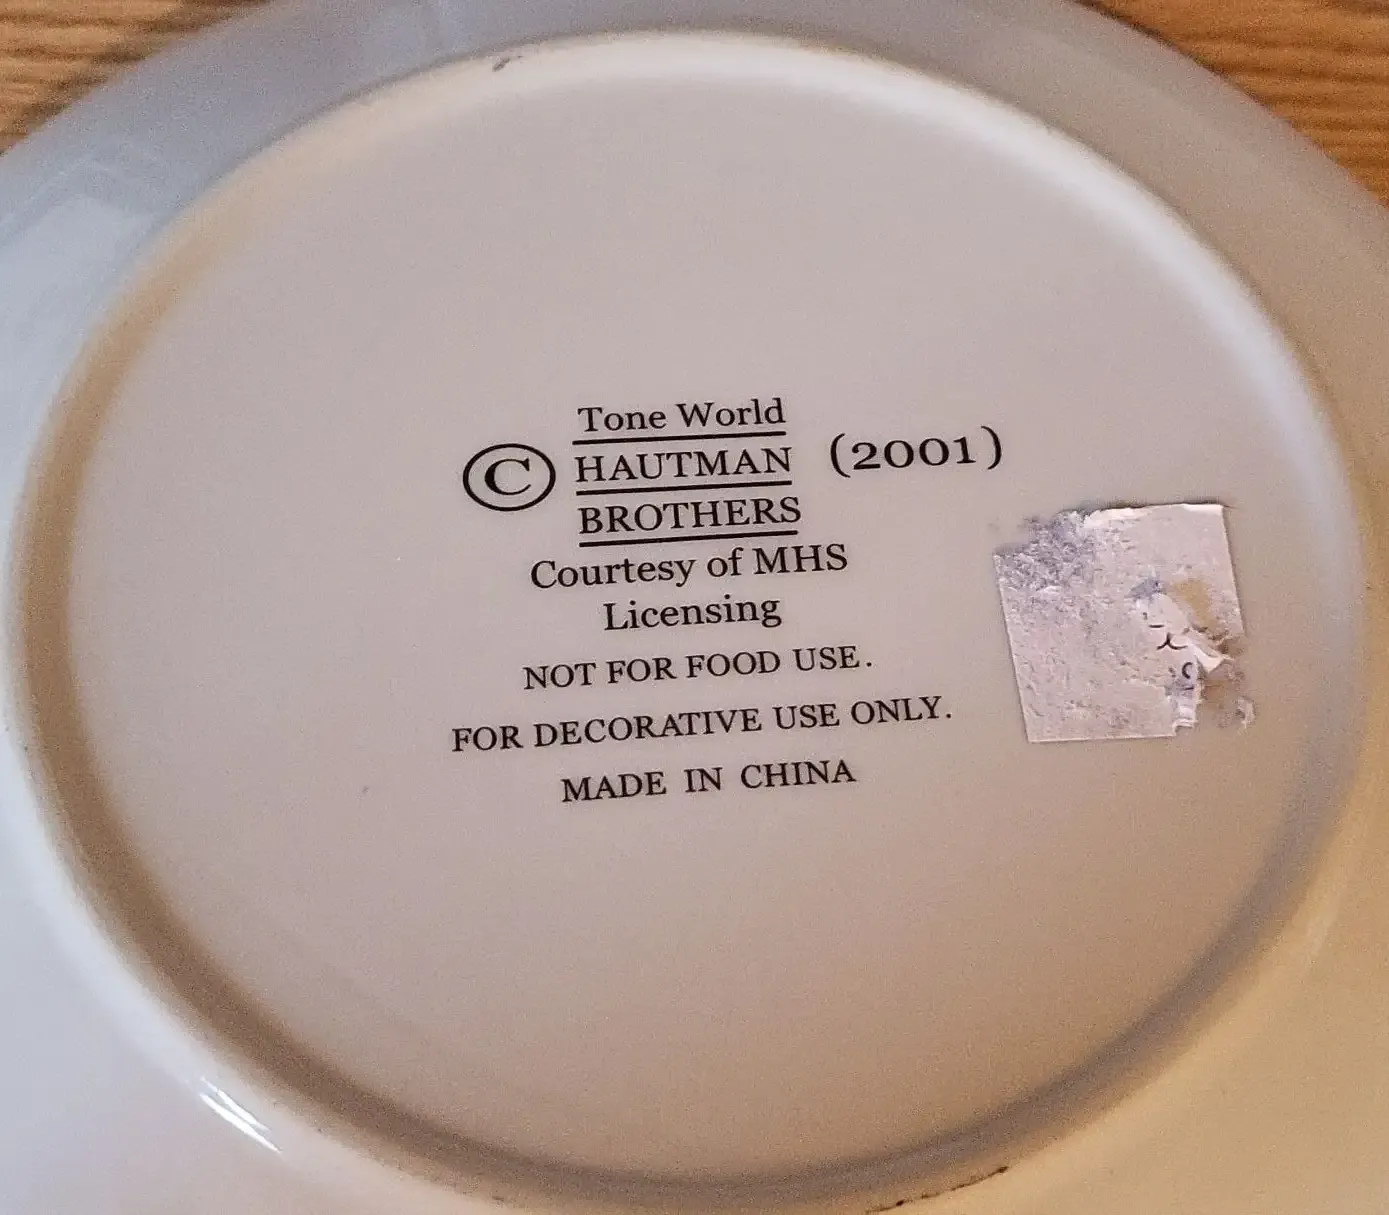 Tone World
© HAUTMAN (2001)
BROTHERS
Courtesy of MHS
Licensing
NOT FOR FOOD USE.
FOR DECORATIVE USE ONLY.
MADE IN CHINA